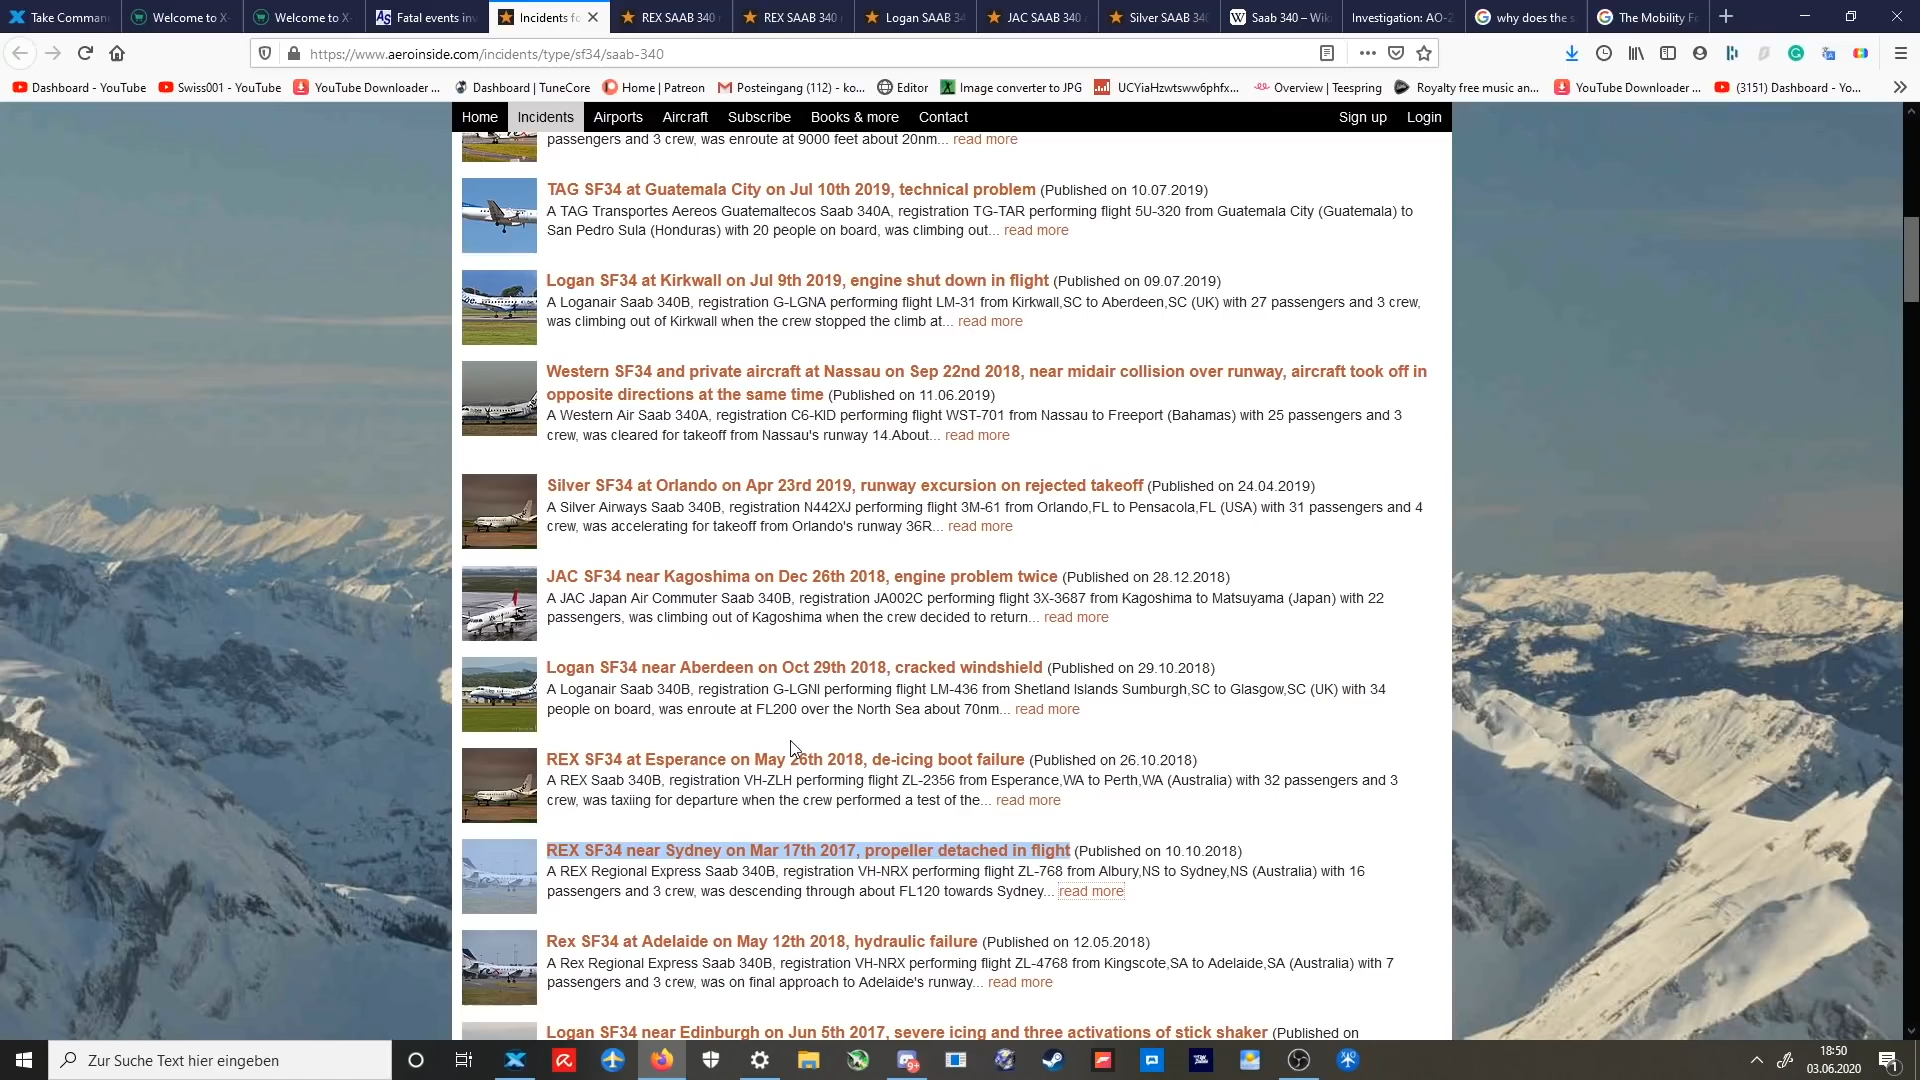 Take Comman
Welcome to X-
Welcome to X-
Fatal events inv
Incidents fo
REX SAAB 340
REX SAAB 340
Logan SAAB 34
JAC SAAB 340
Silver SAAB 340
Saab 340 – Wik
Investigation: AO-2
why does the s
The Mobility Fo
https://www.aeroinside.com/incidents/type/sf34/saab-340
Dashboard - YouTube
Swiss001 - YouTube
YouTube Downloader ...
Dashboard | TuneCore
Home | Patreon
Posteingang (112) - ko...
Editor
Image converter to JPG
UCYiaHzwtsww6phfx...
Overview | Teespring
Royalty free music an...
YouTube Downloader ...
(3151) Dashboard - Yo...
Home Incidents Airports Aircraft Subscribe Books & more Contact Sign up Login
passengers and 3 crew, was enroute at 9000 feet about 20nm... read more
TAG SF34 at Guatemala City on Jul 10th 2019, technical problem (Published on 10.07.2019)
A TAG Transportes Aereos Guatemaltecos Saab 340A, registration TG-TAR performing flight 5U-320 from Guatemala City (Guatemala) to
San Pedro Sula (Honduras) with 20 people on board, was climbing out... read more
Logan SF34 at Kirkwall on Jul 9th 2019, engine shut down in flight (Published on 09.07.2019)
A Loganair Saab 340B, registration G-LGNA performing flight LM-31 from Kirkwall,SC to Aberdeen,SC (UK) with 27 passengers and 3 crew,
was climbing out of Kirkwall when the crew stopped the climb at... read more
Western SF34 and private aircraft at Nassau on Sep 22nd 2018, near midair collision over runway, aircraft took off in
opposite directions at the same time (Published on 11.06.2019)
A Western Air Saab 340A, registration C6-KID performing flight WST-701 from Nassau to Freeport (Bahamas) with 25 passengers and 3
crew, was cleared for takeoff from Nassau's runway 14.About... read more
Silver SF34 at Orlando on Apr 23rd 2019, runway excursion on rejected takeoff (Published on 24.04.2019)
A Silver Airways Saab 340B, registration N442XJ performing flight 3M-61 from Orlando,FL to Pensacola,FL (USA) with 31 passengers and 4
crew, was accelerating for takeoff from Orlando's runway 36R... read more
JAC SF34 near Kagoshima on Dec 26th 2018, engine problem twice (Published on 28.12.2018)
A JAC Japan Air Commuter Saab 340B, registration JA002C performing flight 3X-3687 from Kagoshima to Matsuyama (Japan) with 22
passengers, was climbing out of Kagoshima when the crew decided to return... read more
Logan SF34 near Aberdeen on Oct 29th 2018, cracked windshield (Published on 29.10.2018)
A Loganair Saab 340B, registration G-LGNI performing flight LM-436 from Shetland Islands Sumburgh,SC to Glasgow,SC (UK) with 34
people on board, was enroute at FL200 over the North Sea about 70nm... read more
REX SF34 at Esperance on May 26th 2018, de-icing boot failure (Published on 26.10.2018)
A REX Saab 340B, registration VH-ZLH performing flight ZL-2356 from Esperance,WA to Perth,WA (Australia) with 32 passengers and 3
crew, was taxiing for departure when the crew performed a test of the... read more
REX SF34 near Sydney on Mar 17th 2017, propeller detached in flight (Published on 10.10.2018)
A REX Regional Express Saab 340B, registration VH-NRX performing flight ZL-768 from Albury,NS to Sydney,NS (Australia) with 16
passengers and 3 crew, was descending through about FL120 towards Sydney... read more
Rex SF34 at Adelaide on May 12th 2018, hydraulic failure (Published on 12.05.2018)
A Rex Regional Express Saab 340B, registration VH-NRX performing flight ZL-4768 from Kingscote,SA to Adelaide,SA (Australia) with 7
passengers and 3 crew, was on final approach to Adelaide's runway... read more
Logan SF34 near Edinburgh on Jun 5th 2017, severe icing and three activations of stick shaker (Published on
Zur Suche Text hier eingeben
18:50
03.06.2020